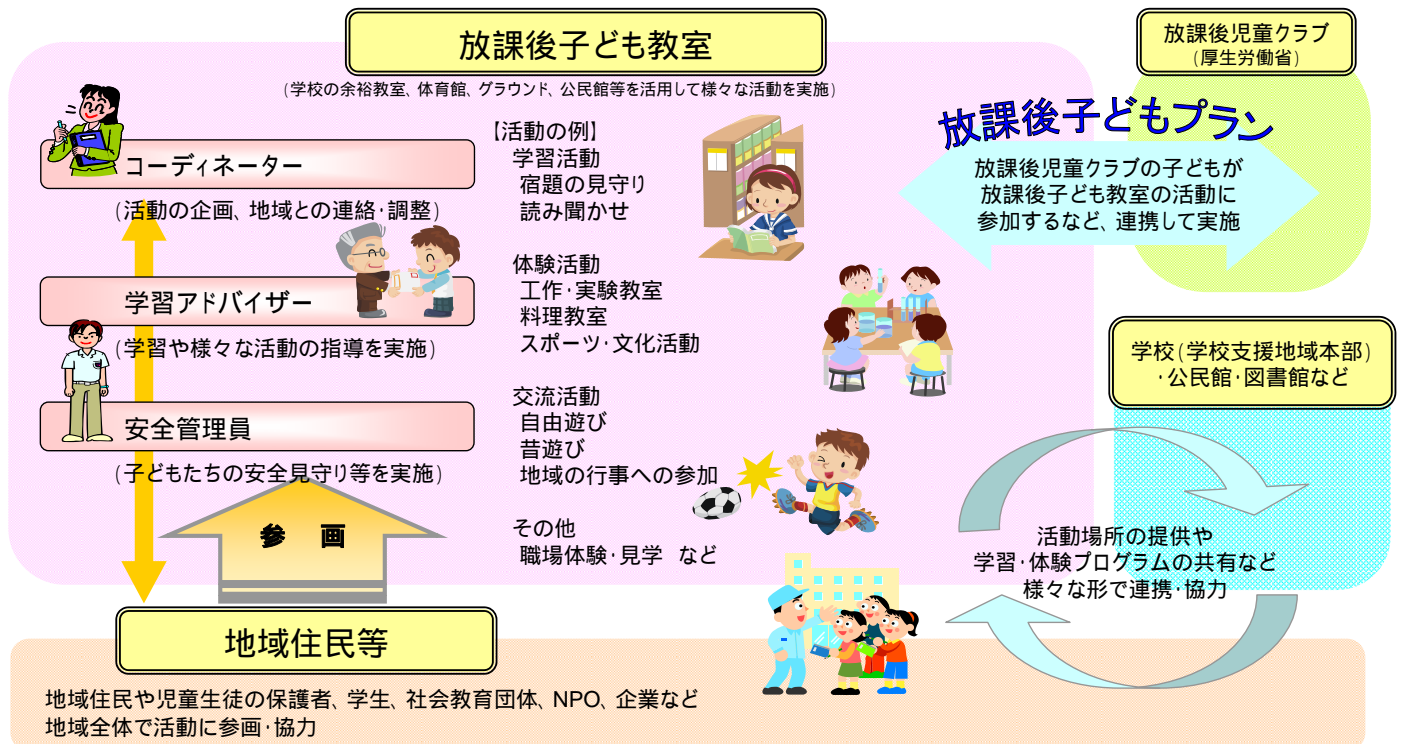 放課後子ども教室
(学校の余裕教室、体育館、グラウンド、公民館等を活用して様々な活動を実施)
コーディネーター
(活動の企画、地域との連絡・調整)
学習アドバイザー
(学習や様々な活動の指導を実施)
安全管理員
(子どもたちの安全見守り等を実施)
参 画
【活動の例】
学習活動
宿題の見守り
読み聞かせ
体験活動
工作・実験教室
料理教室
スポーツ・文化活動
交流活動
自由遊び
昔遊び
地域の行事への参加
その他
職場体験・見学 など
放課後児童クラブ
(厚生労働省)
放課後子どもプラン
放課後児童クラブの子どもが
放課後子ども教室の活動に
参加するなど、連携して実施
学校(学校支援地域本部)
・公民館・図書館など
活動場所の提供や
学習・体験プログラムの共有など
様々な形で連携・協力
地域住民等
地域住民や児童生徒の保護者、学生、社会教育団体、NPO、企業など
地域全体で活動に参画・協力